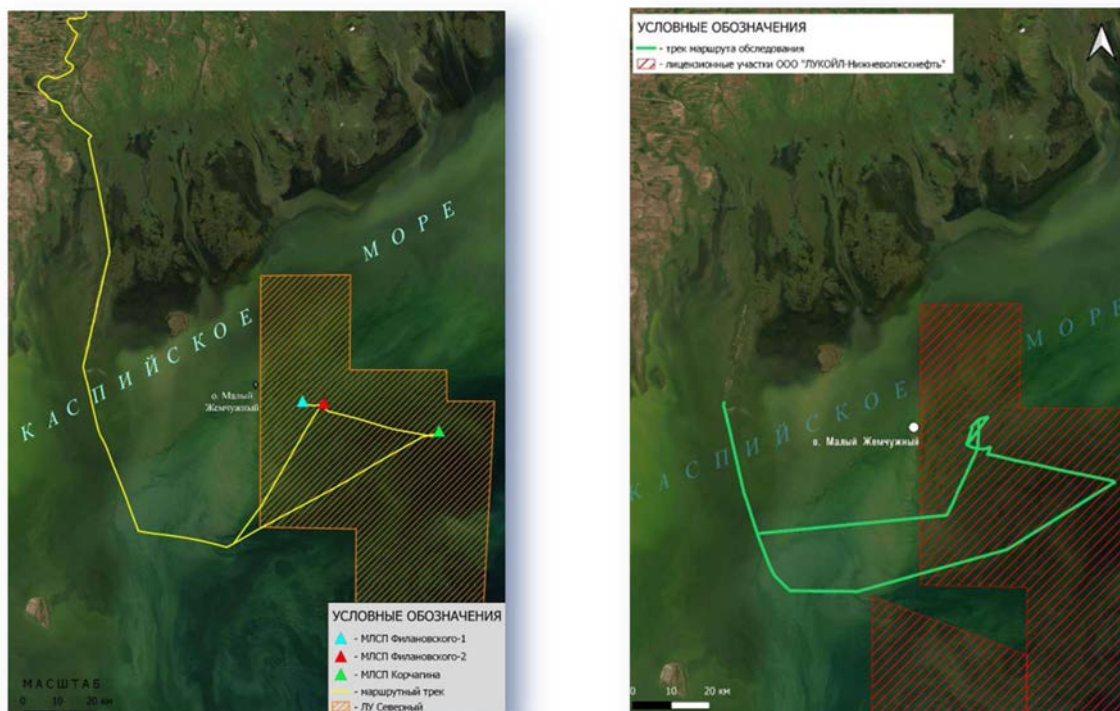 КАСПИЙСКОЕ МОРЕ
о. Малый
Жемчужный
УСЛОВНЫЕ ОБОЗНАЧЕНИЯ
- МЛСП Филановского-1
- МЛСП Филановского-2
- МЛСП Корчагина
- маршрутный трек
- ЛУ Северный
МАСШТАБ
0 10 20 км
УСЛОВНЫЕ ОБОЗНАЧЕНИЯ
- трек маршрута обследования
- лицензионные участки ООО "ЛУКОЙЛ-Нижневолжскнефть"
КАСПИЙСКОЕ МОРЕ
о. Малый Жемчужный
0 10 20 км